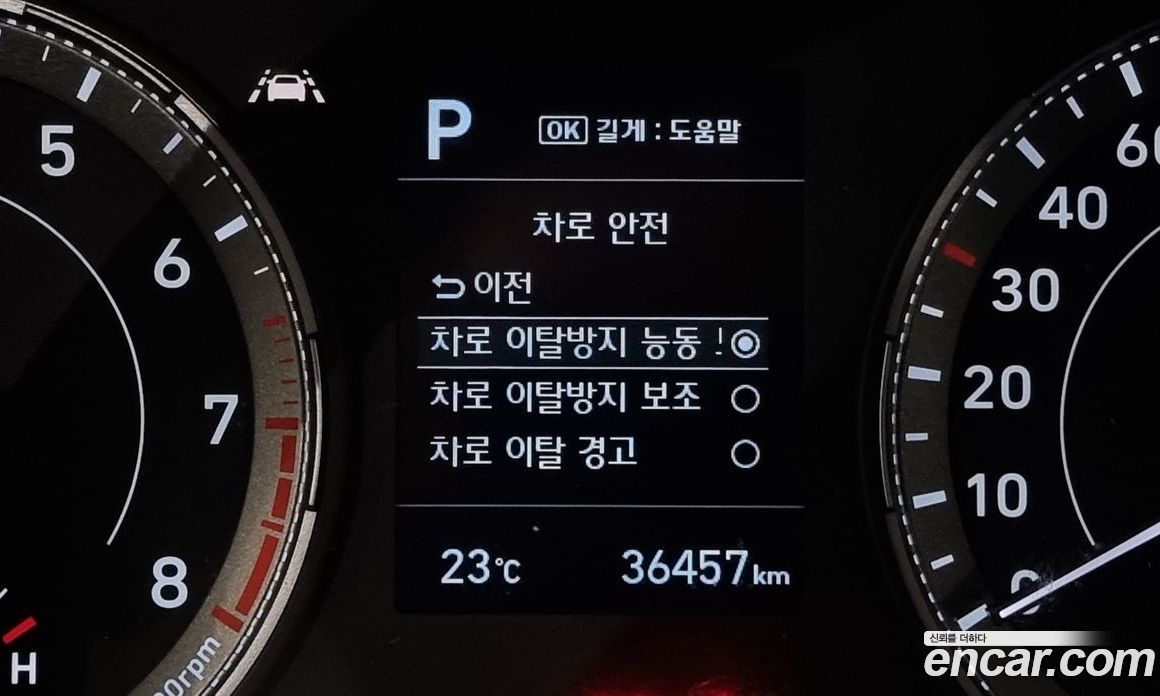 P
OK 길게 : 도움말
차로 안전
이전
차로 이탈방지 능동 !
차로 이탈방지 보조
차로 이탈 경고
23°C
36457km
5
6
7
8
H
60
40
30
20
10
0
신뢰를 더하다
encar.com